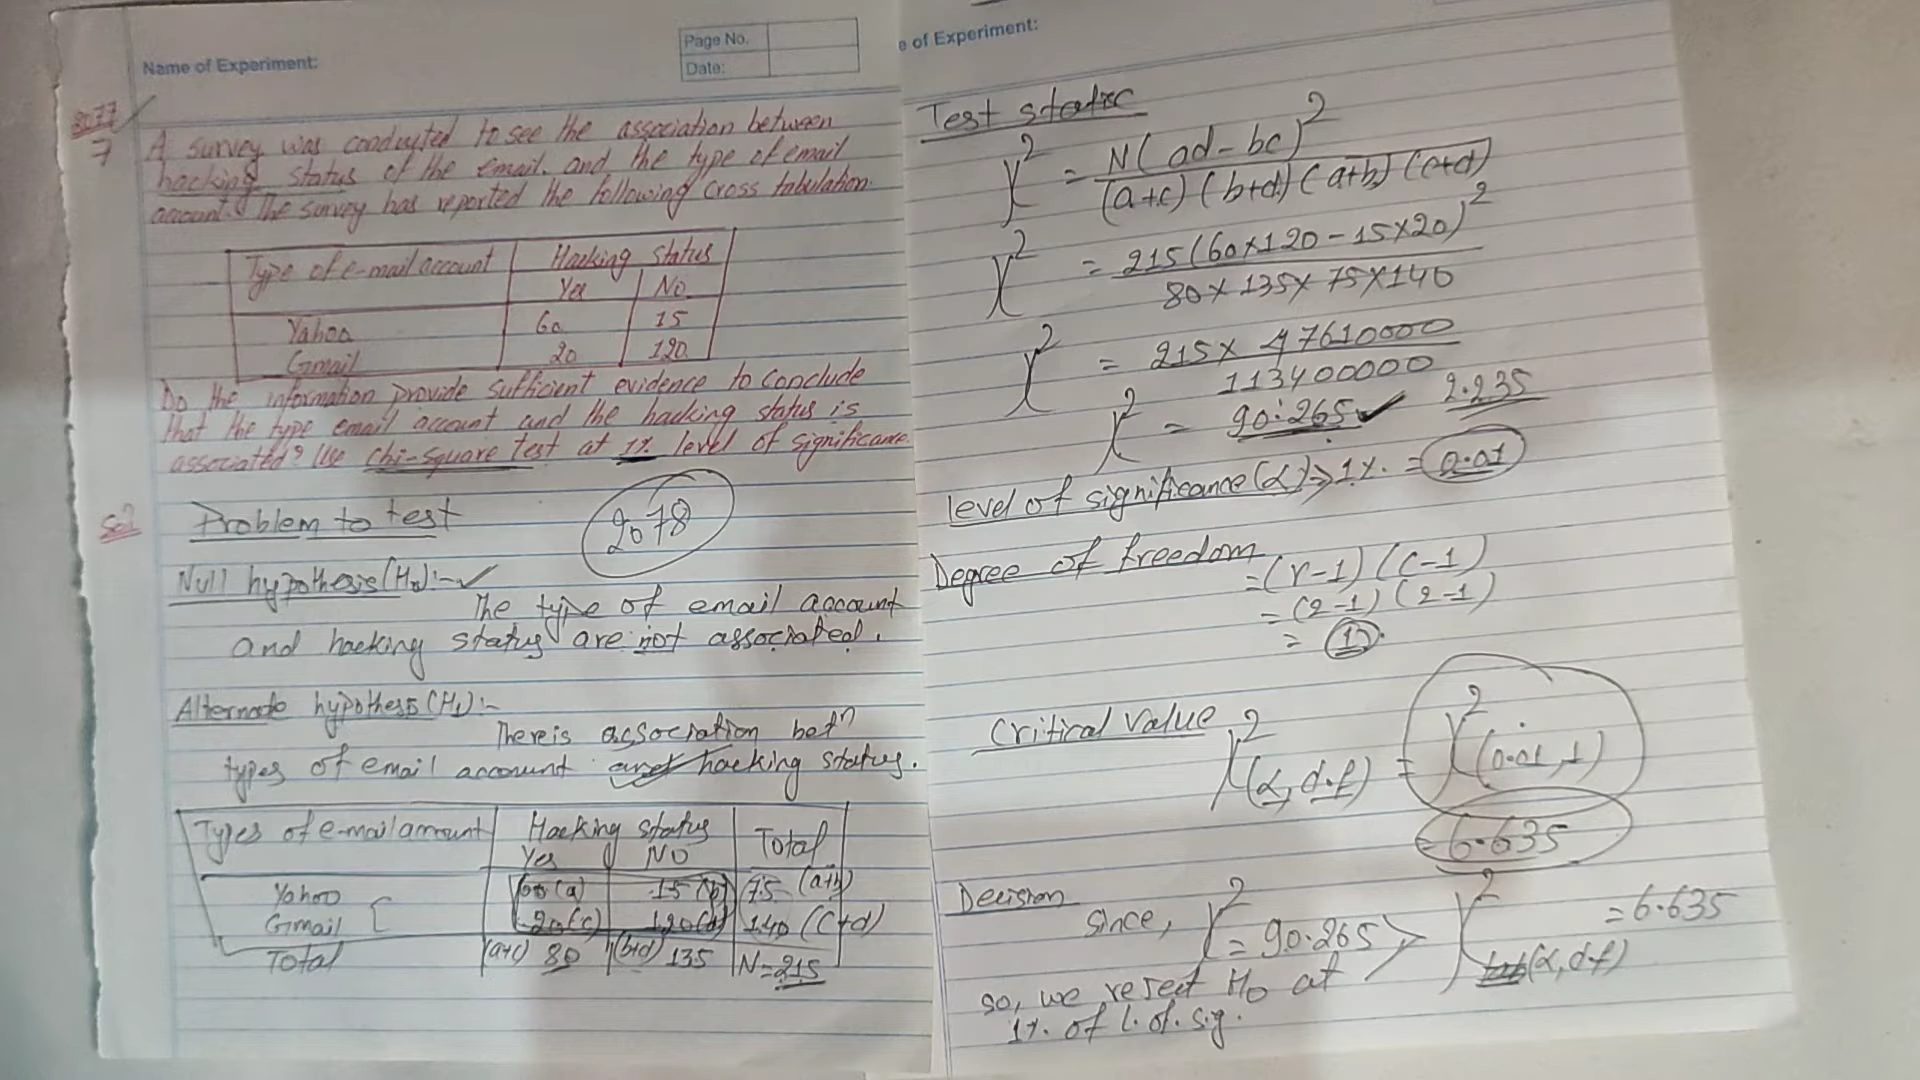 Name of Experiment:
Page No.
Date:
2077
7
A survey was conducted to see the association between
hacking status of the email. and the type of email
account. The survey has reported the following cross tabulation.
Type of e-mail account
Hacking Status
Yes
No
Yahoo
60
15
Gmail
20
120
Do the information provide sufficient evidence to conclude
that the type email account and the hacking status is
associated? Use chi-square test at 1% level of significance.
Sol
Problem to test
2078
Null hypothesis(H0):- ✓
The type of email account
and hacking status are not associated.
Alternate hypothesis(H1):-
There is association betn
types of email account and hacking status.
Types of e-mail amount
Hacking status
Yes
NO
Total
Yahoo
60 (a)
15 (b)
75 (a+b)
Gmail
20 (c)
120 (d)
140 (c+d)
Total
(a+c) 80
(b+d) 135
N=215
e of Experiment:
Test static
χ² = N(ad-bc)² / (a+c)(b+d)(a+b)(c+d)
χ² = 215(60×120-15×20)² / 80×135×75×140
χ² = 215× 47610000 / 113400000
χ² = 90.265 ✓ 2.235
level of significance(α) => 1%. = 0.01
Degree of freedom
= (r-1) (c-1)
= (2-1) (2-1)
= 1
Critical value
χ²(α, d.f) = χ²(0.01, 1)
= 6.635
Decision
since, χ² = 90.265 > χ² tab(α, d.f) = 6.635
so, we reject H0 at
1%. of l. of. sig.